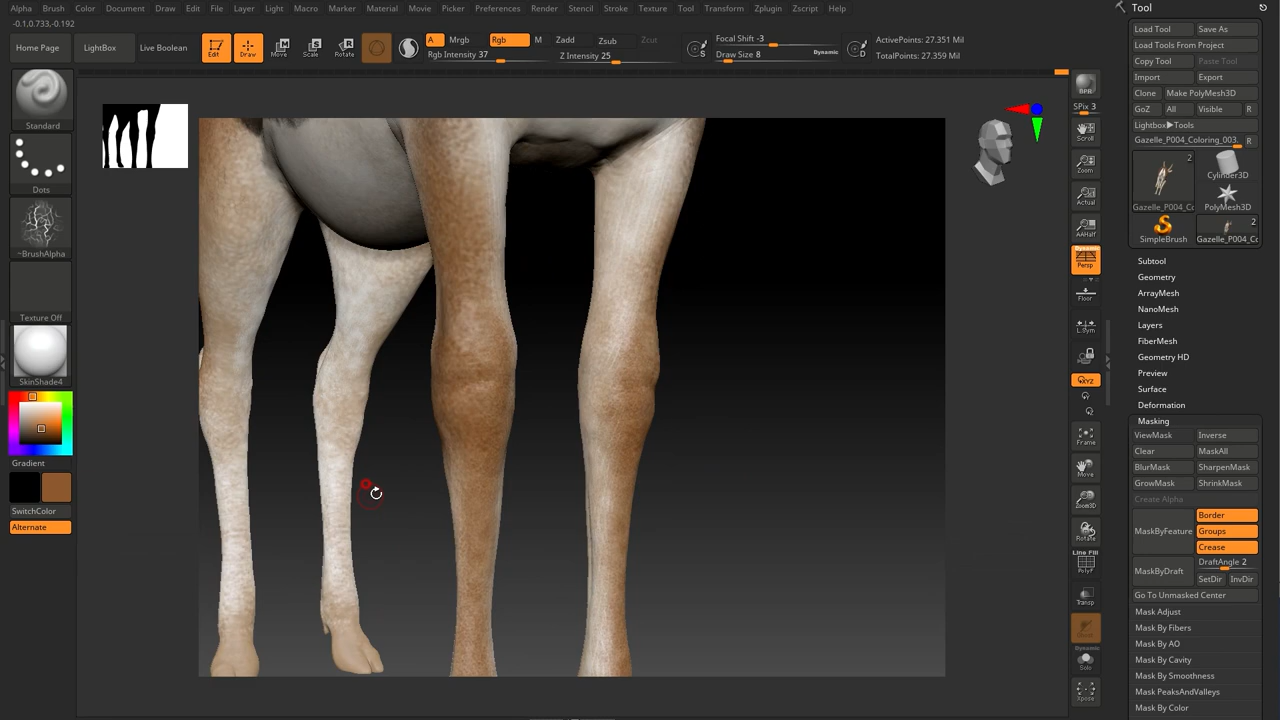 Alpha Brush Color Document Draw Edit File Layer Light Macro Marker Material Movie Picker Preferences Render Stencil Stroke Texture Tool Transform Zplugin Zscript Help
Tool
-0.1,0.733,-0.192
Home Page LightBox Live Boolean Edit Draw Move Scale Rotate A Mrgb Rgb M Zadd Zsub Zcut
Rgb Intensity 37 Z Intensity 25
Focal Shift -3
Draw Size 8 Dynamic
S D
ActivePoints: 27.351 Mil
TotalPoints: 27.359 Mil
Standard
Dots
~BrushAlpha
Texture Off
SkinShade4
Gradient
SwitchColor
Alternate
BPR
SPix 3
Scroll
Zoom
Actual
AAHalf
Dynamic
Persp
Floor
L.Sym
XYZ
Frame
Move
Zoom3D
Rotate
Line Fill
PolyF
Transp
Dynamic
Solo
Xpose
Load Tool Save As
Load Tools From Project
Copy Tool Paste Tool
Import Export
Clone Make PolyMesh3D
GoZ All Visible R
Lightbox▶Tools
Gazelle_P004_Coloring_003. R
2
Cylinder3D
Gazelle_P004_Cc PolyMesh3D
2
SimpleBrush Gazelle_P004_Cc
Subtool
Geometry
ArrayMesh
NanoMesh
Layers
FiberMesh
Geometry HD
Preview
Surface
Deformation
Masking
ViewMask Inverse
Clear MaskAll
BlurMask SharpenMask
GrowMask ShrinkMask
Create Alpha
Border
MaskByFeature Groups
Crease
DraftAngle 2
MaskByDraft
SetDir InvDir
Go To Unmasked Center
Mask Adjust
Mask By Fibers
Mask By AO
Mask By Cavity
Mask By Smoothness
Mask PeaksAndValleys
Mask By Color